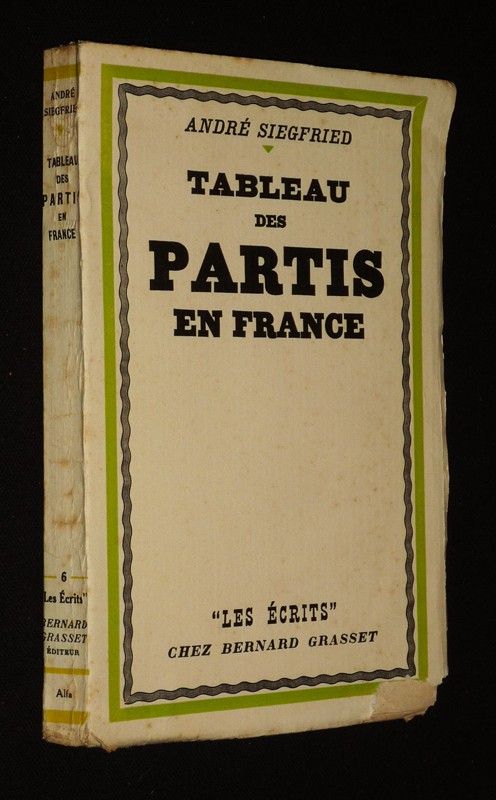 ANDRÉ SIEGFRIED
TABLEAU
DES
PARTIS
EN FRANCE
"LES ÉCRITS"
CHEZ BERNARD GRASSET
ANDRÉ
SIEGFRIED
TABLEAU
DES
PARTIS
EN
FRANCE
6
"Les Écrits"
BERNARD
GRASSET
ÉDITEUR
Alfa